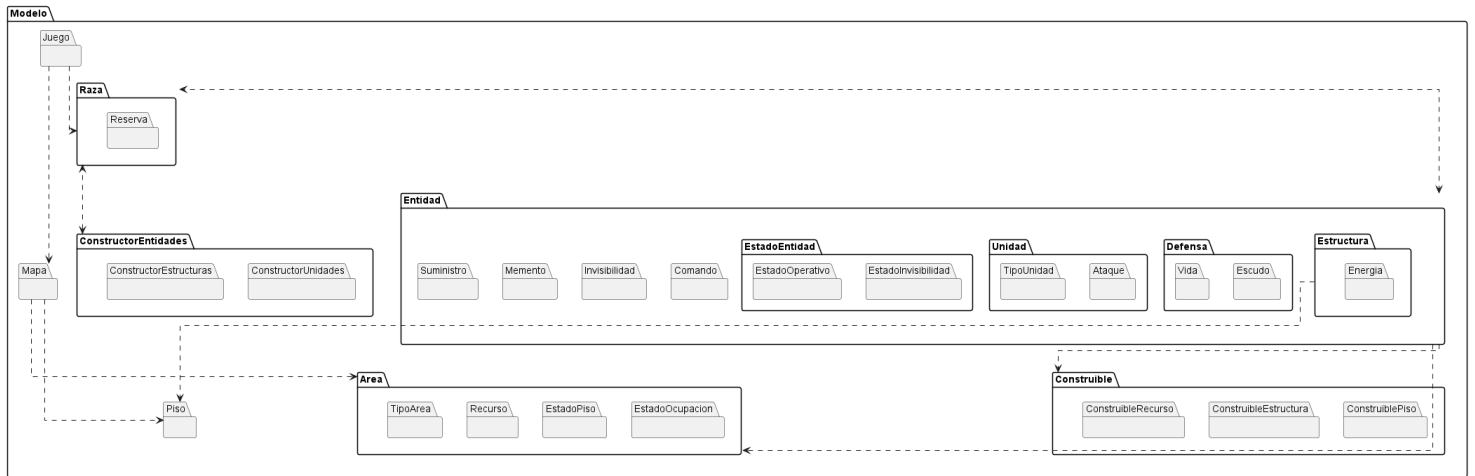 Modelo
Juego
Raza
Reserva
Entidad
ConstructorEntidades
EstadoEntidad
Unidad
Defensa
Estructura
Mapa
ConstructorEstructuras
ConstructorUnidades
Suministro
Memento
Invisibilidad
Comando
EstadoOperativo
EstadoInvisibilidad
TipoUnidad
Ataque
Vida
Escudo
Energia
Area
Construible
Piso
TipoArea
Recurso
EstadoPiso
EstadoOcupacion
ConstruibleRecurso
ConstruibleEstructura
ConstruiblePiso